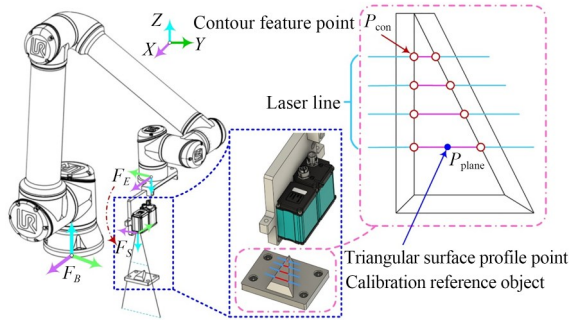 Z
X
Y
Contour feature point
P_con
Laser line
P_plane
F_E
F_S
F_B
Triangular surface profile point
Calibration reference object